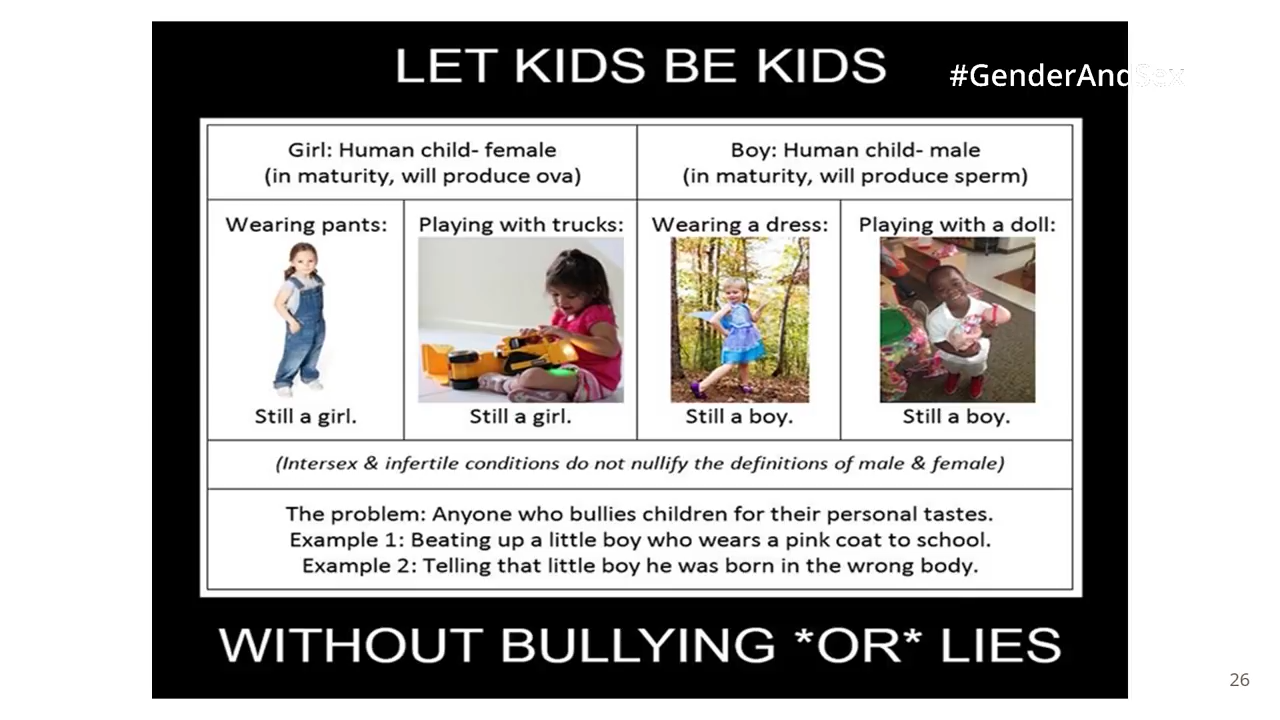 LET KIDS BE KIDS
#GenderAndSex
Girl: Human child- female
(in maturity, will produce ova)
Boy: Human child- male
(in maturity, will produce sperm)
Wearing pants:
Still a girl.
Playing with trucks:
Still a girl.
Wearing a dress:
Still a boy.
Playing with a doll:
Still a boy.
(Intersex & infertile conditions do not nullify the definitions of male & female)
The problem: Anyone who bullies children for their personal tastes.
Example 1: Beating up a little boy who wears a pink coat to school.
Example 2: Telling that little boy he was born in the wrong body.
WITHOUT BULLYING *OR* LIES
26